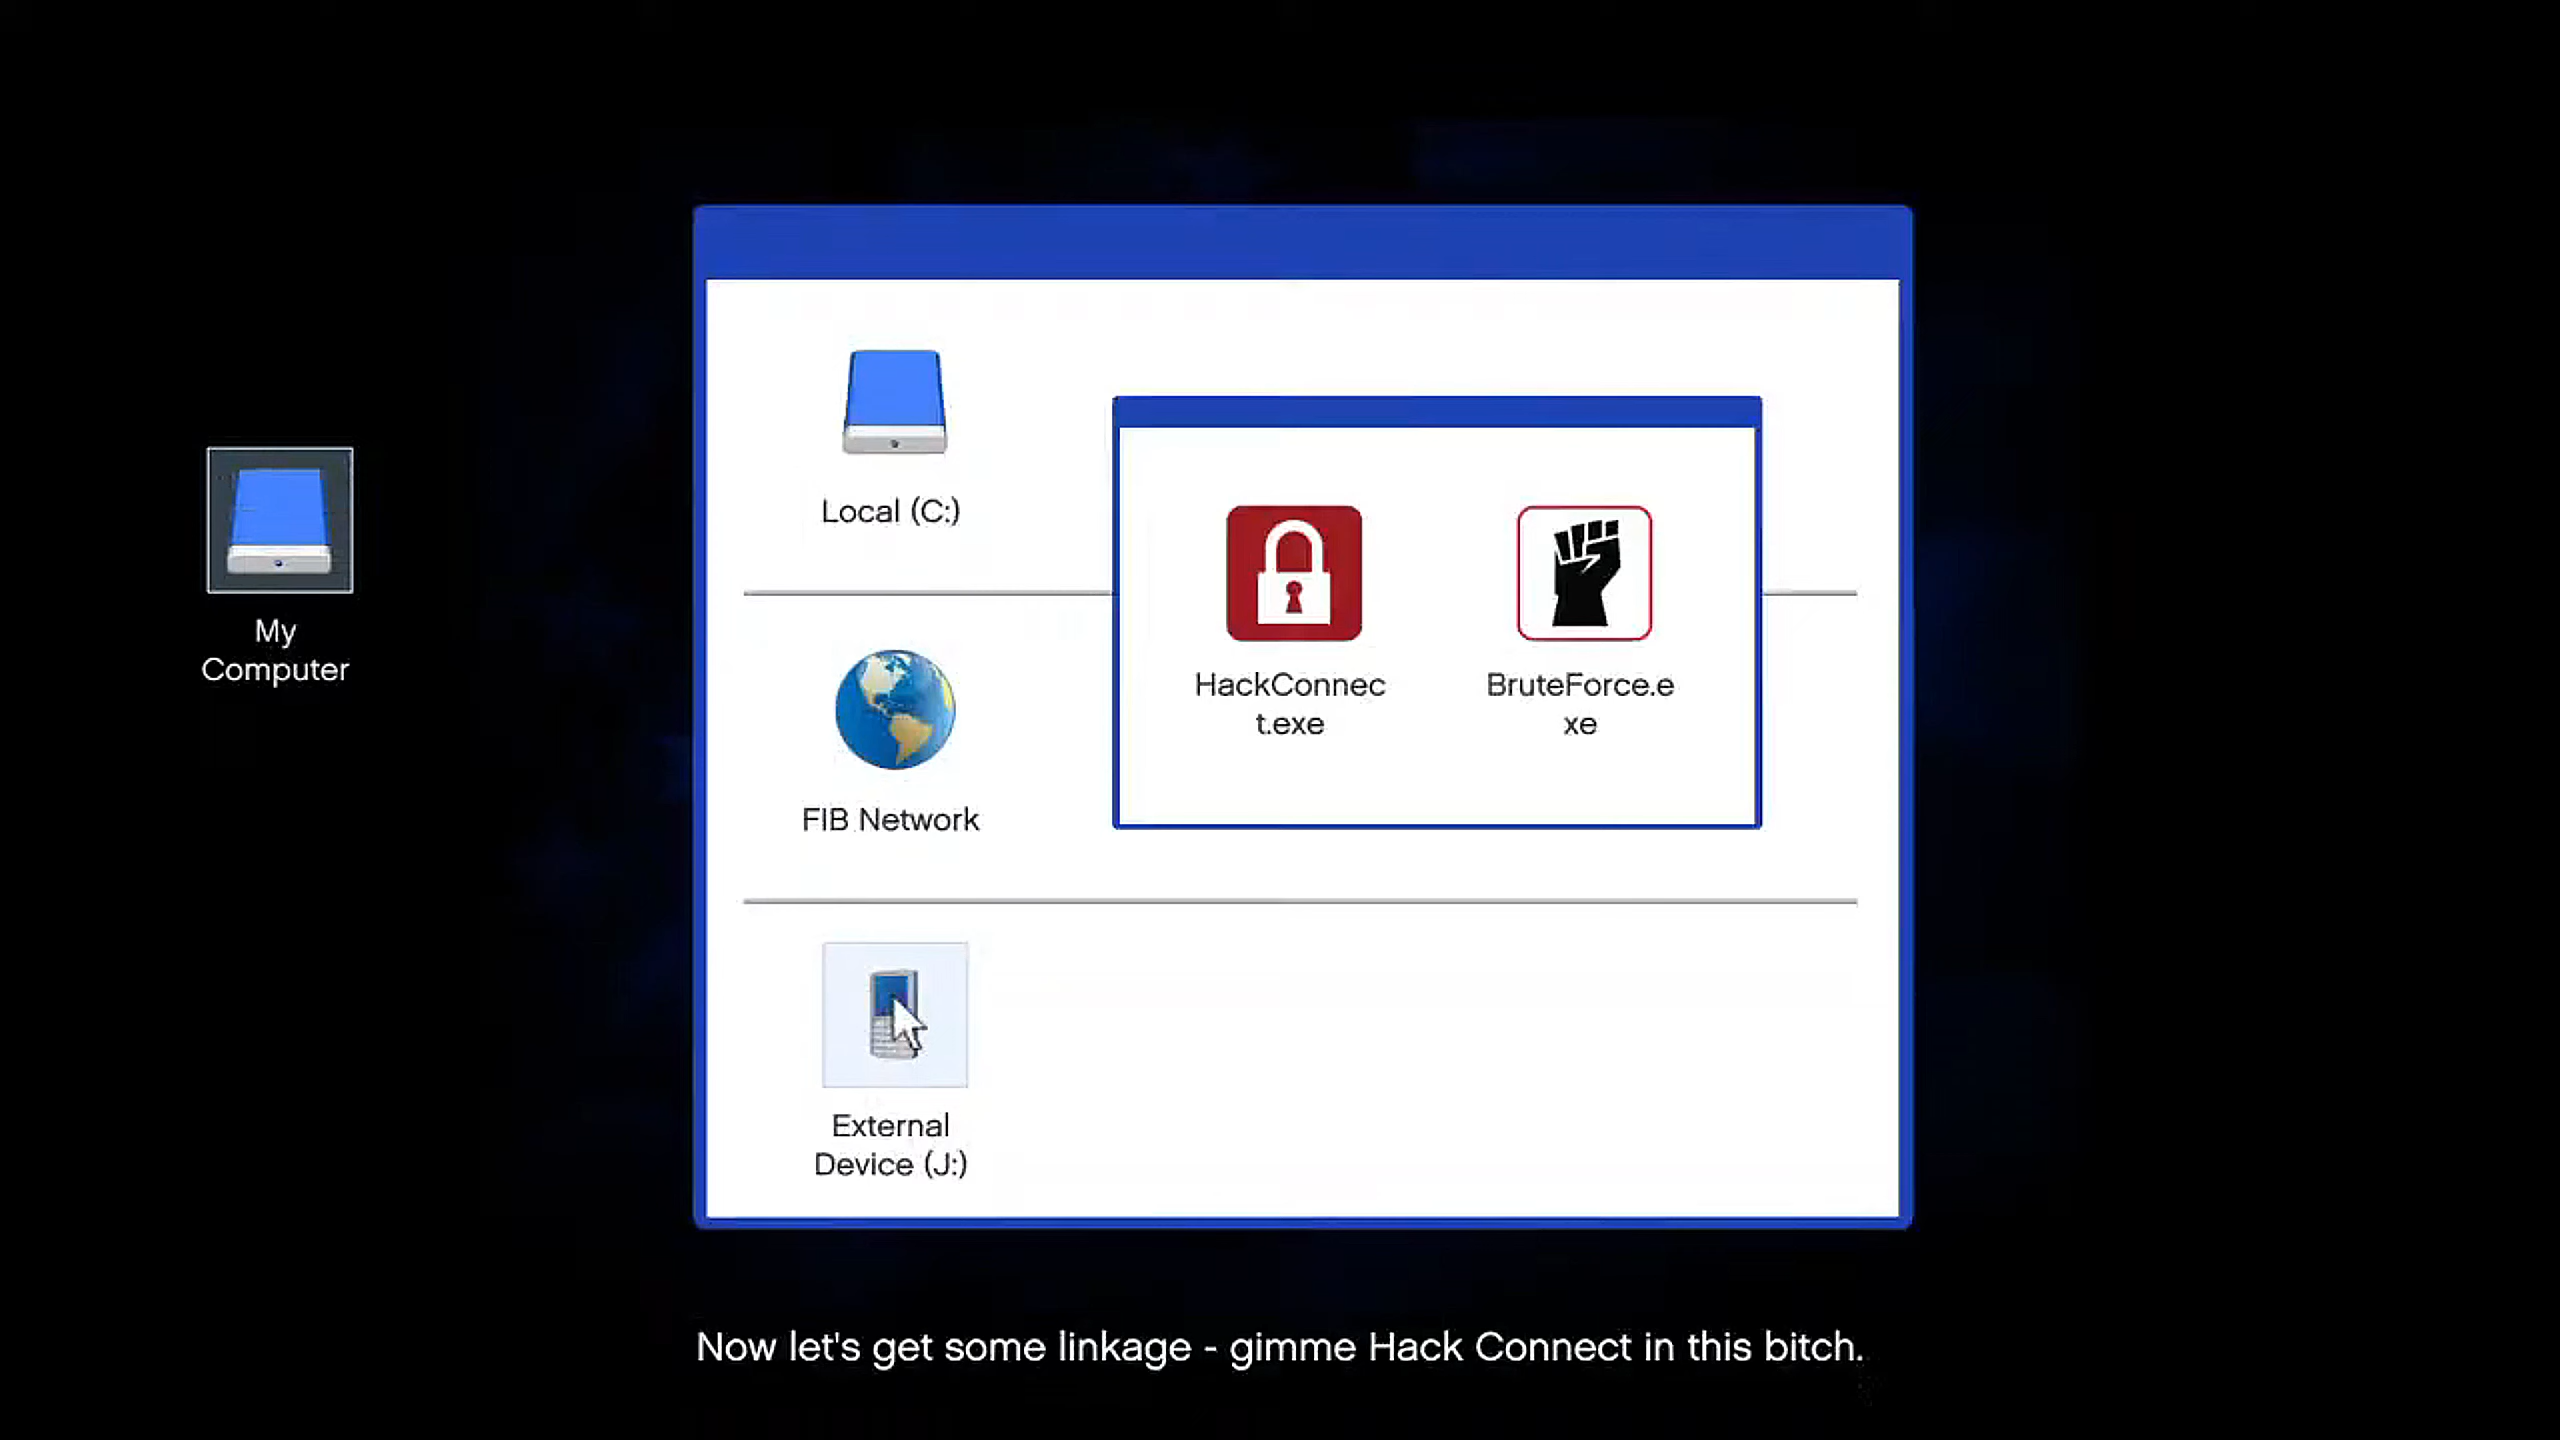 My
Computer
Local (C:)
HackConnec
t.exe
BruteForce.e
xe
FIB Network
External
Device (J:)
Now let's get some linkage - gimme Hack Connect in this bitch.